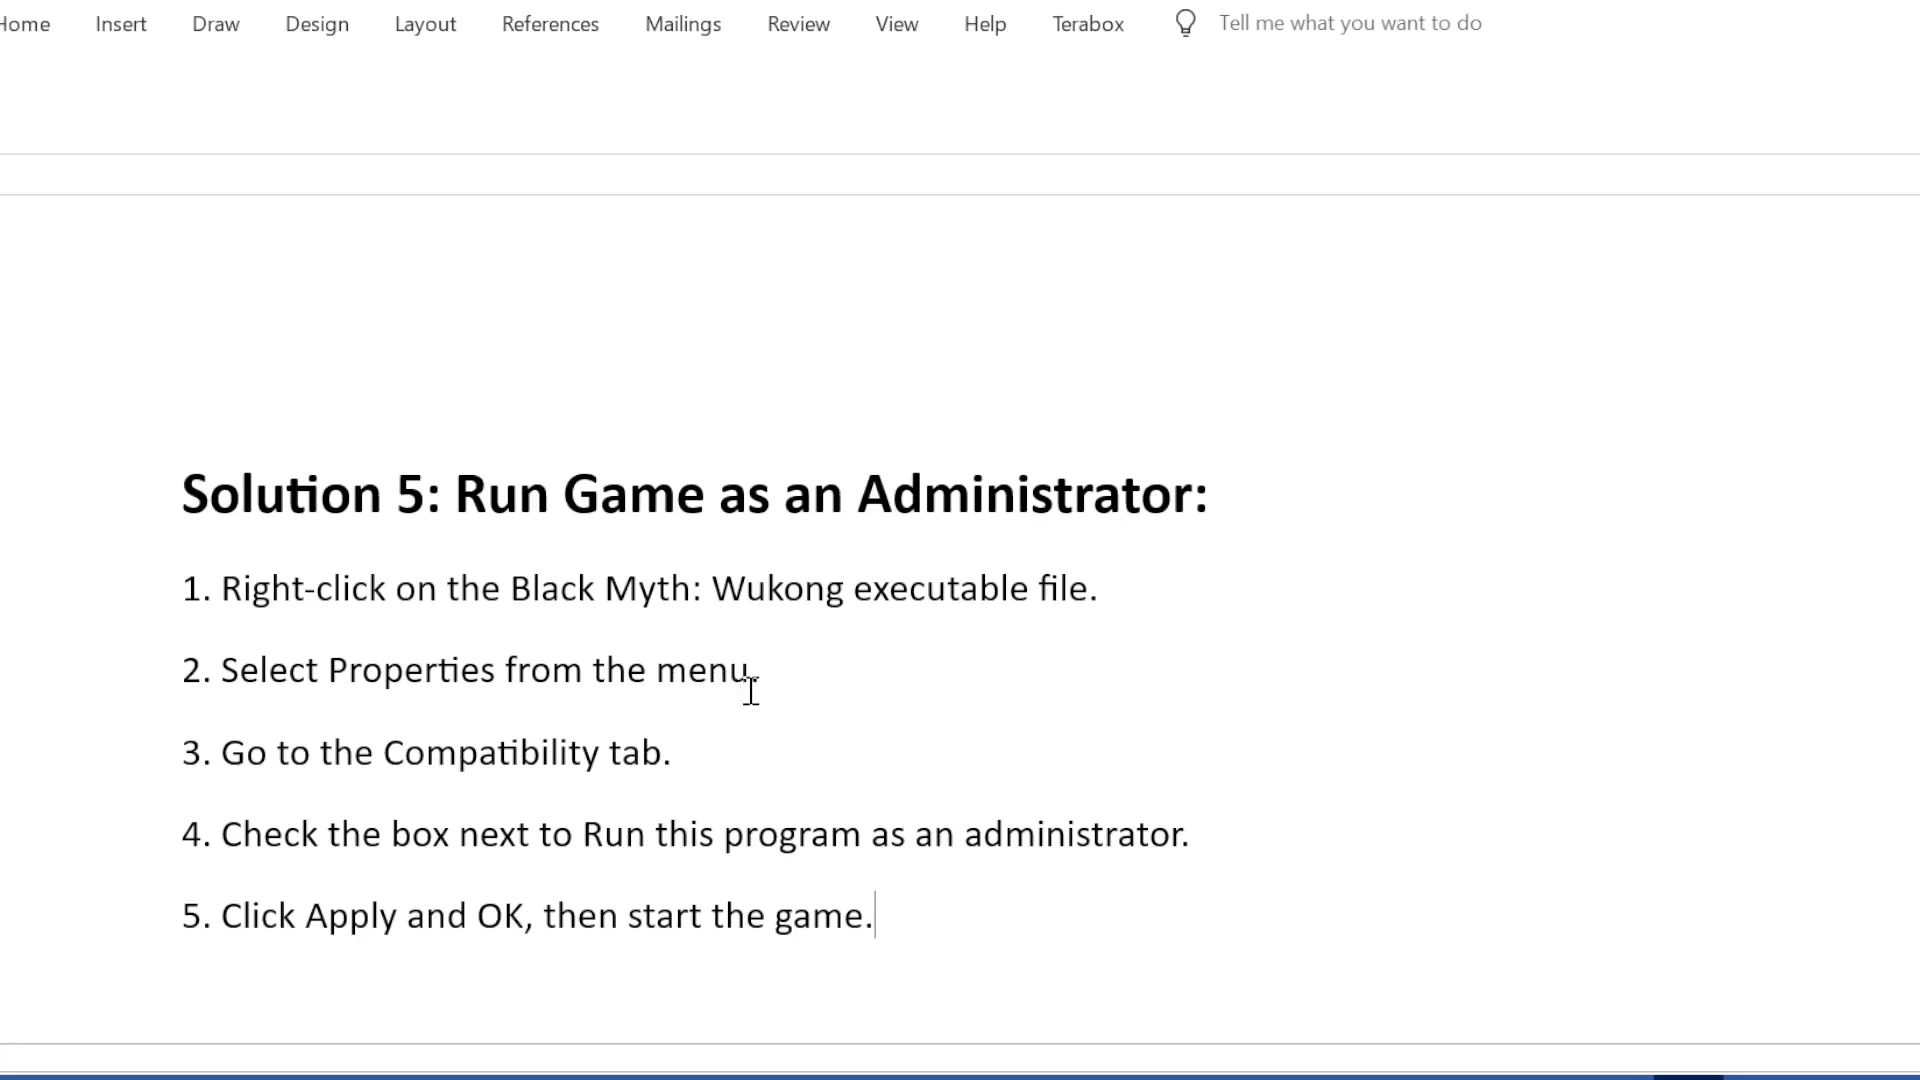 Home Insert Draw Design Layout References Mailings Review View Help Terabox Tell me what you want to do
Solution 5: Run Game as an Administrator:
1. Right-click on the Black Myth: Wukong executable file.
2. Select Properties from the menu.
3. Go to the Compatibility tab.
4. Check the box next to Run this program as an administrator.
5. Click Apply and OK, then start the game.